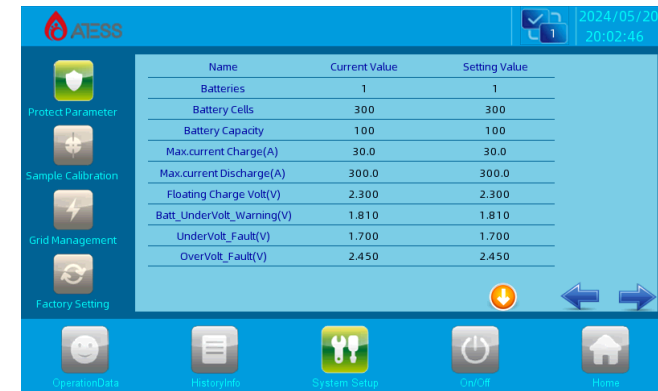 ATESS
1
2024/05/20
20:02:46
Name Current Value Setting Value
Batteries 1 1
Battery Cells 300 300
Battery Capacity 100 100
Max.current Charge(A) 30.0 30.0
Max.current Discharge(A) 300.0 300.0
Floating Charge Volt(V) 2.300 2.300
Batt_UnderVolt_Warning(V) 1.810 1.810
UnderVolt_Fault(V) 1.700 1.700
OverVolt_Fault(V) 2.450 2.450
Protect Parameter
Sample Calibration
Grid Management
Factory Setting
OperationData HistoryInfo System Setup On/Off Home